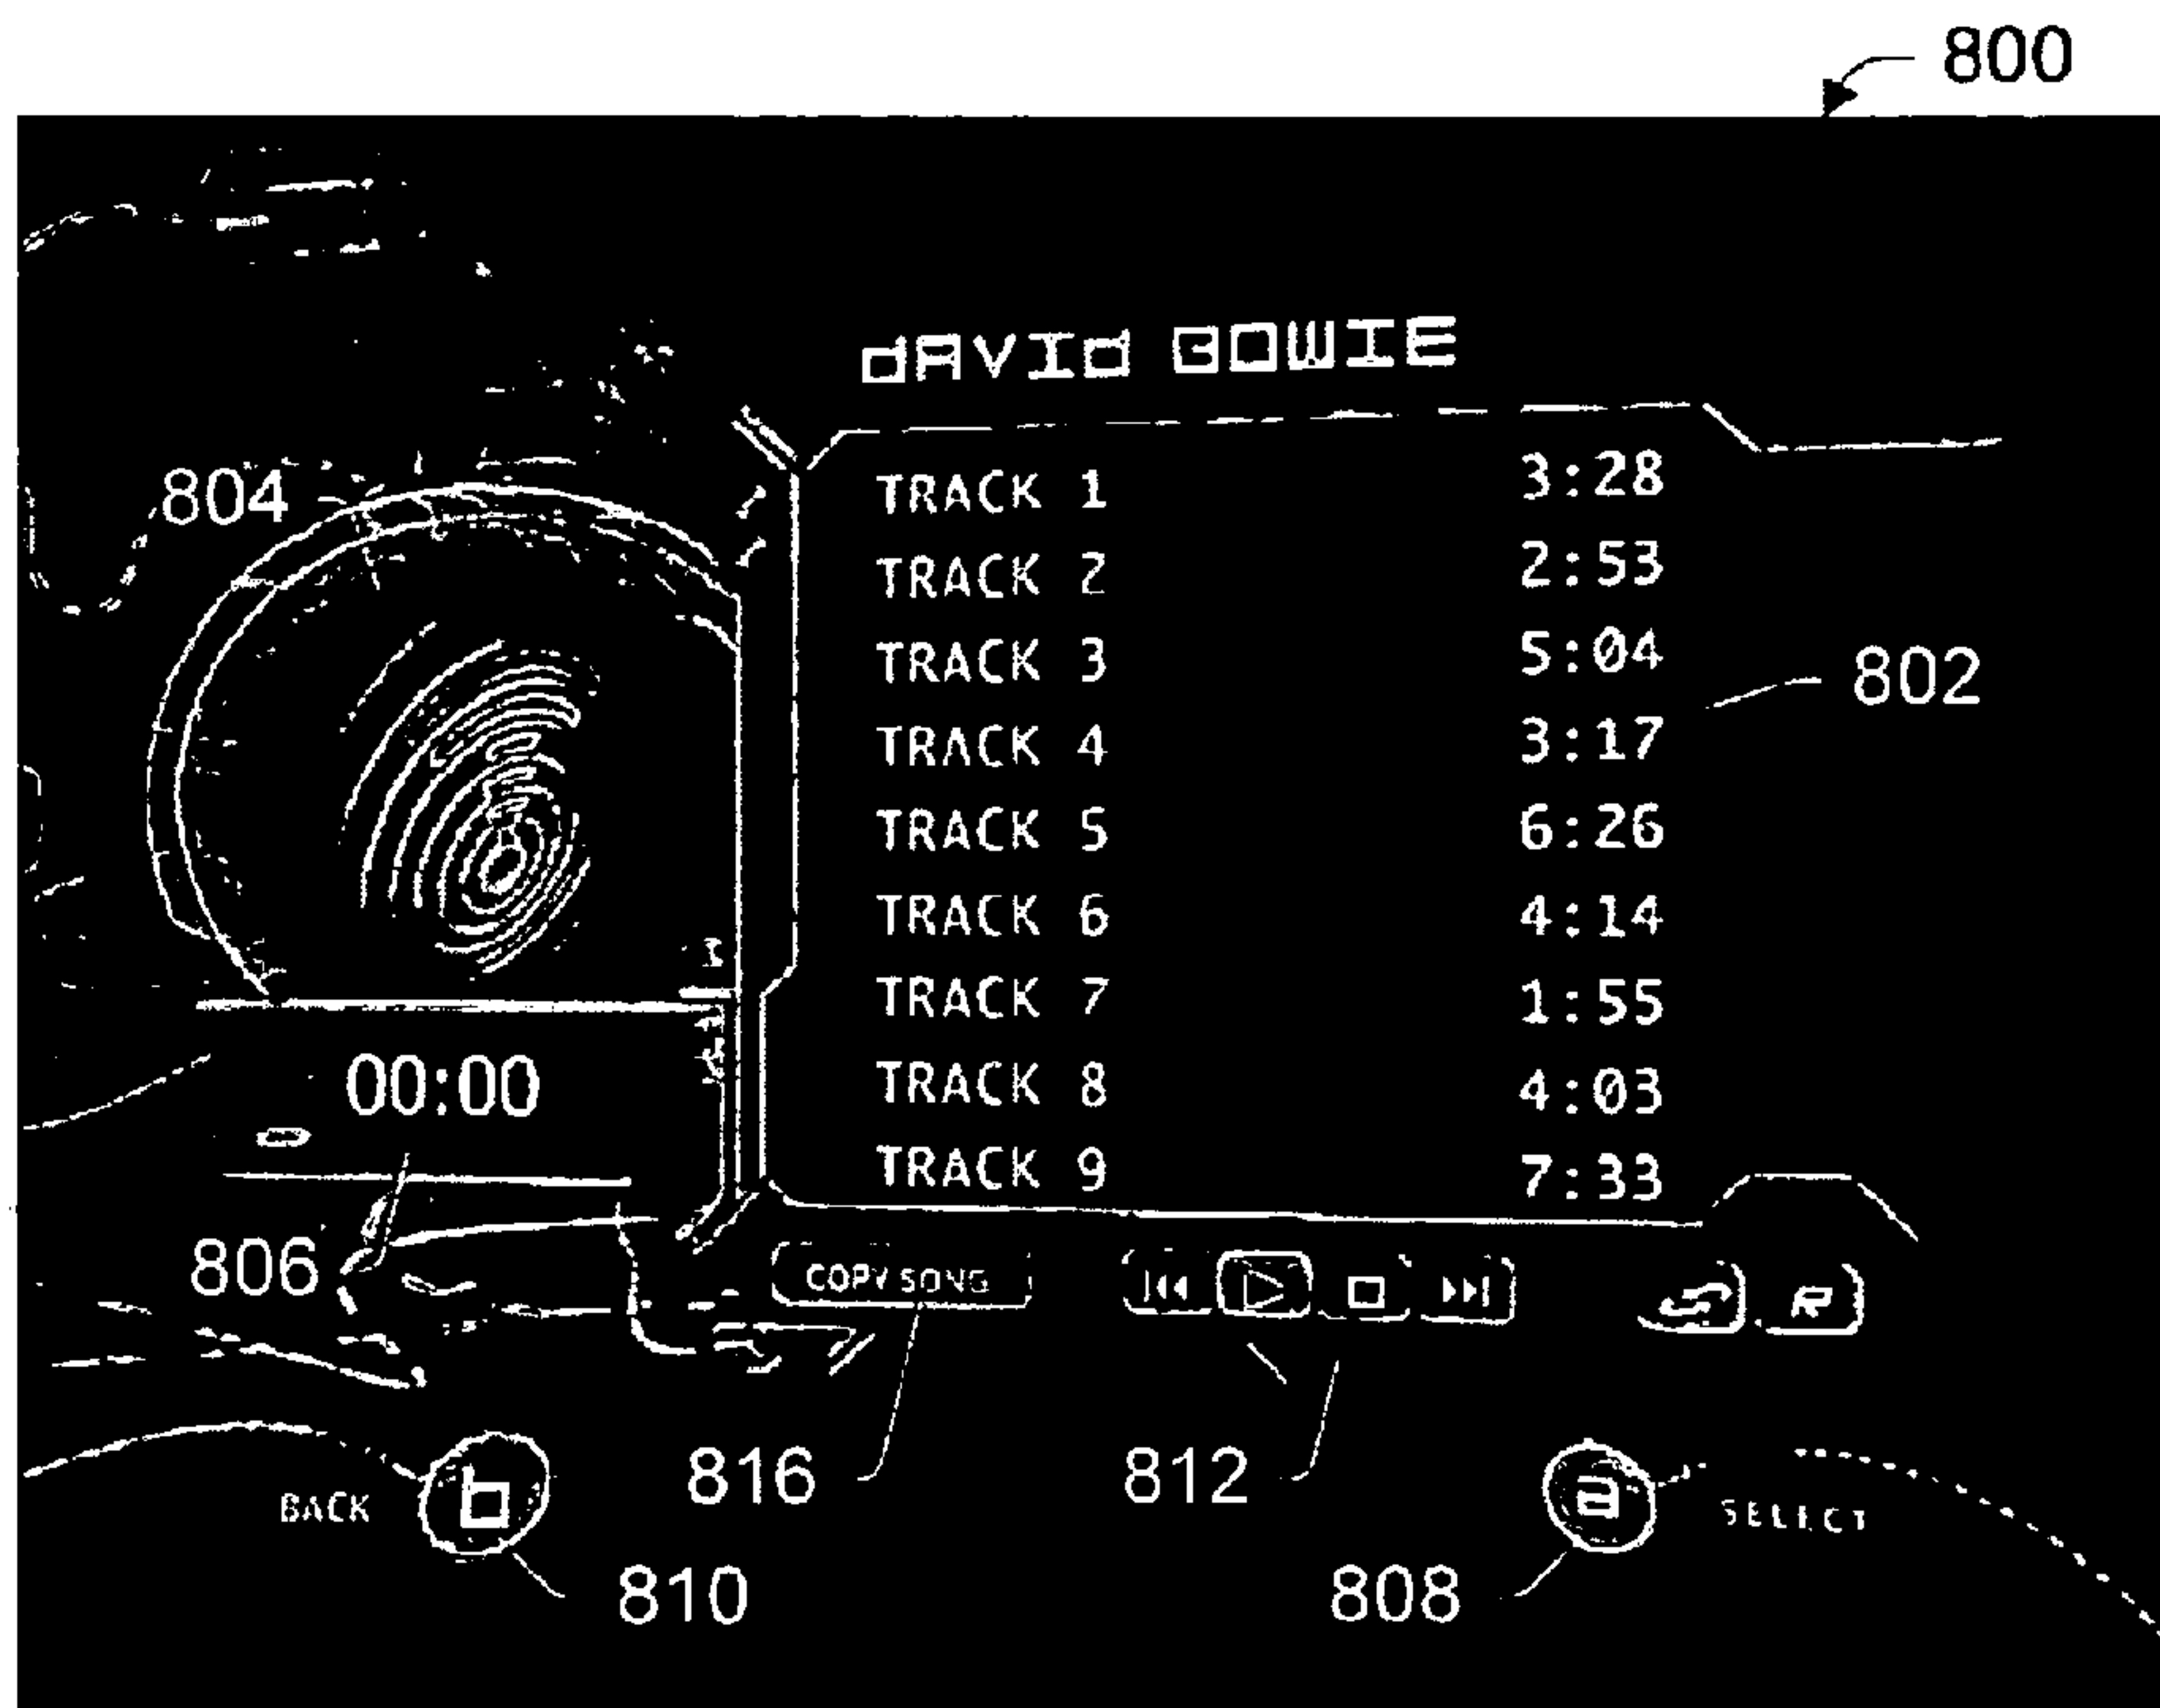 800
dAVId BOWIE
804
TRACK 1 3:28
TRACK 2 2:53
TRACK 3 5:04
802
TRACK 4 3:17
TRACK 5 6:26
TRACK 6 4:14
TRACK 7 1:55
00:00
TRACK 8 4:03
TRACK 9 7:33
806
COPY SONG
R
816
812
BACK
SELECT
810
808